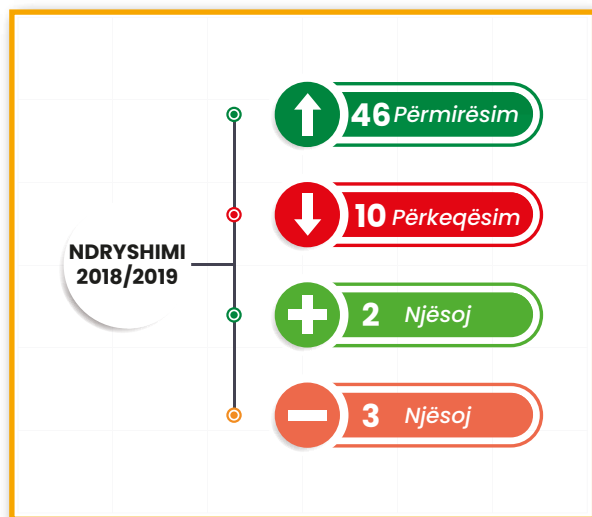 46 Përmirësim
10 Përkeqësim
NDRYSHIMI
2018/2019
2 Njësoj
3 Njësoj